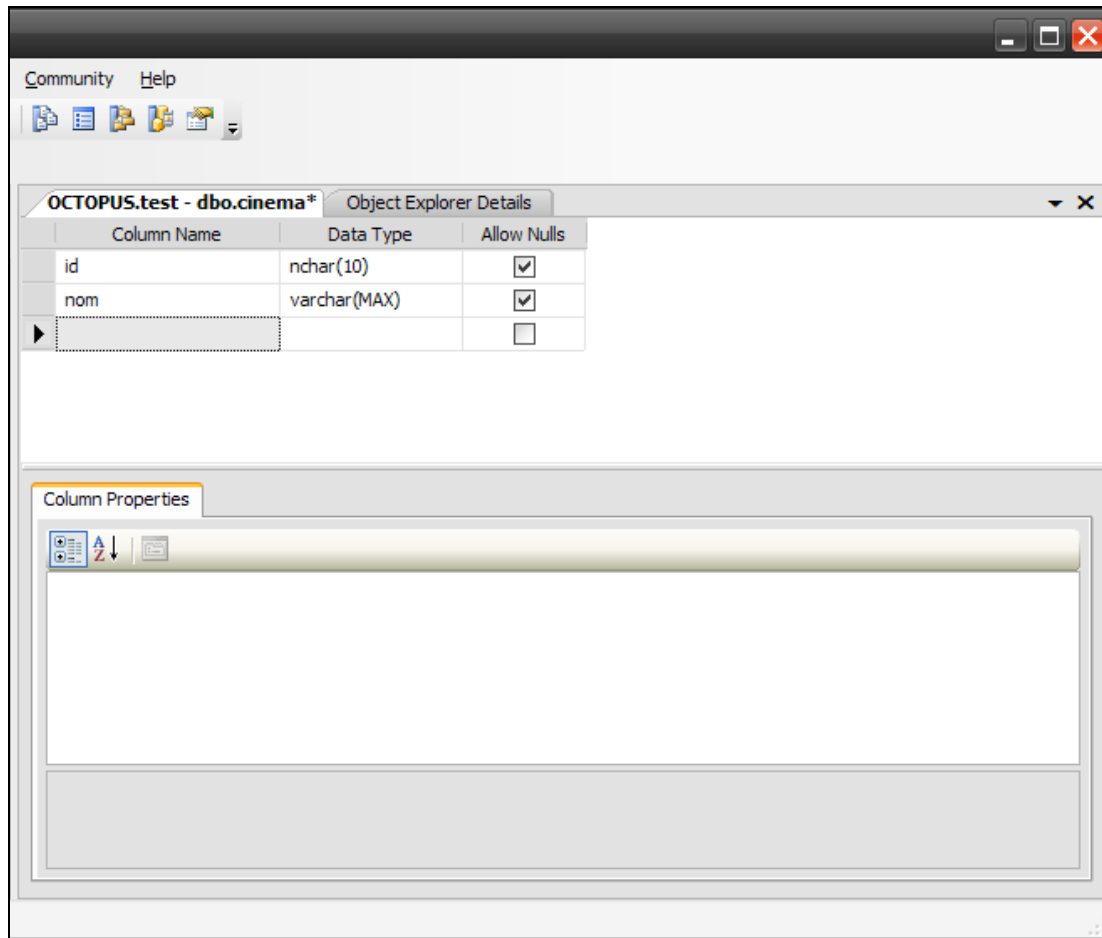 Community Help
OCTOPUS.test - dbo.cinema* Object Explorer Details
Column Name Data Type Allow Nulls
id nchar(10)
nom varchar(MAX)
Column Properties